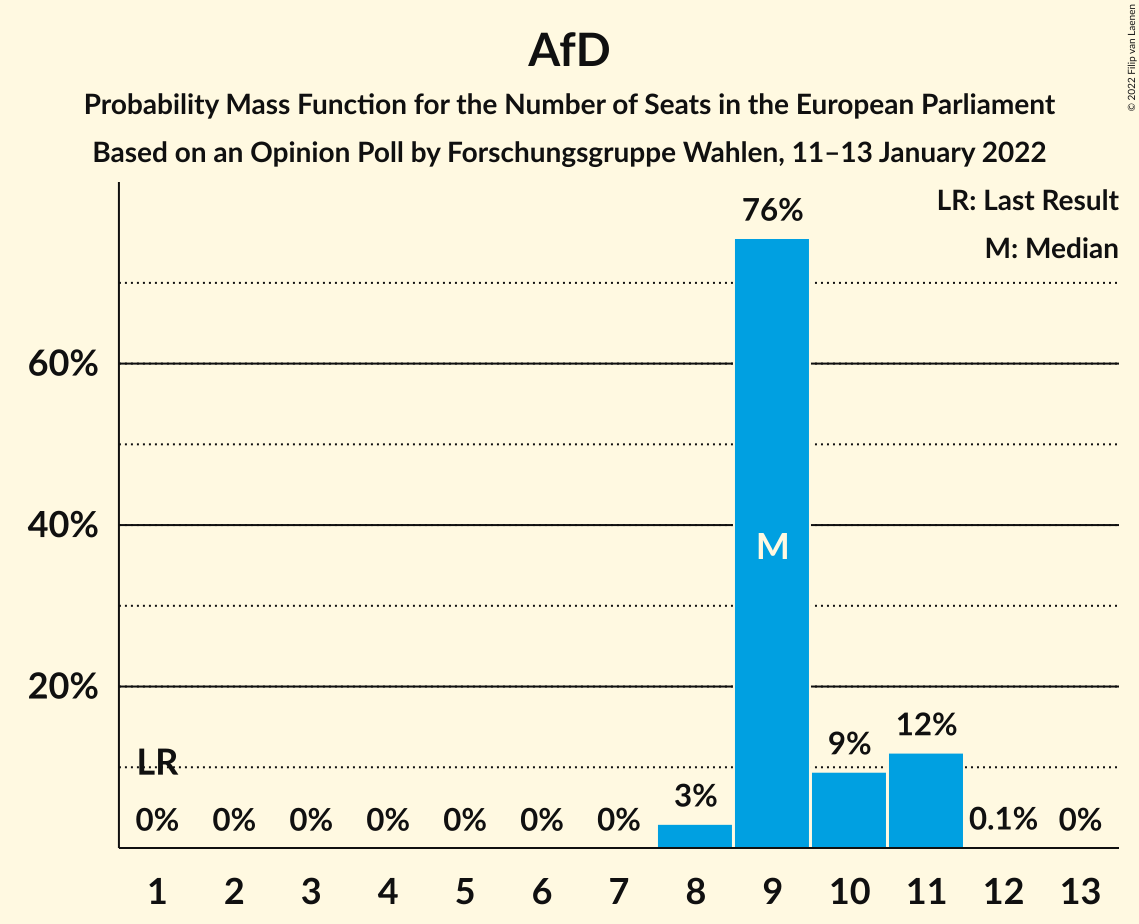 AfD
Probability Mass Function for the Number of Seats in the European Parliament
Based on an Opinion Poll by Forschungsgruppe Wahlen, 11–13 January 2022
© 2022 Filip van Laenen
LR: Last Result
M: Median
76%
60%
40%
M
20%
12%
9%
LR
3%
0% 0% 0% 0% 0% 0% 0% 0.1% 0%
1 2 3 4 5 6 7 8 9 10 11 12 13